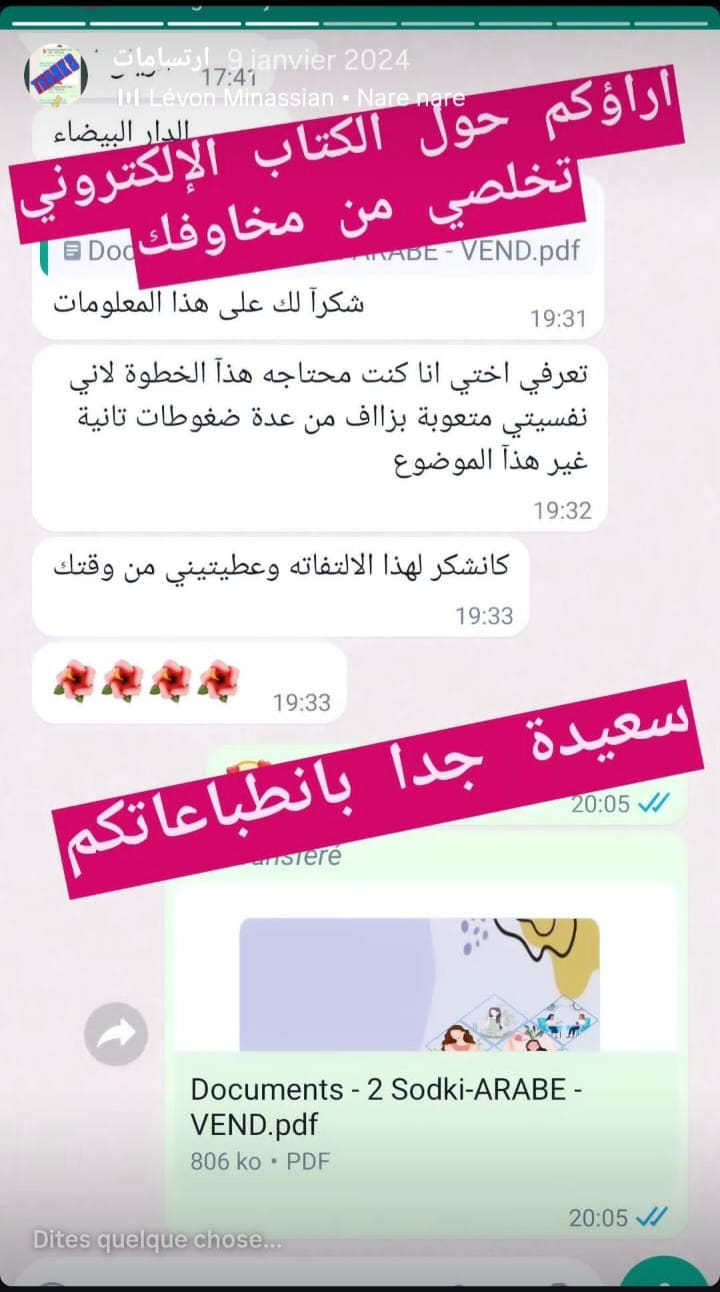 ارتسامات 9 janvier 2024
17:41
Lévon Minassian • Nare nare
الدار البيضاء
اراؤكم حول الكتاب الإلكتروني
تخلصي من مخاوفك
Doc
ARABE - VEND.pdf
شكرآ لك على هذا المعلومات
19:31
تعرفي اختي انا كنت محتاجه هذآ الخطوة لاني
نفسيتي متعوبة بزااف من عدة ضغوطات تانية
غير هذآ الموضوع
19:32
كانشكر لهذا الالتفاته وعطيتيني من وقتك
19:33
🌺🌺🌺🌺
19:33
سعيدة جدا بانطباعاتكم
20:05
ansféré
Documents - 2 Sodki-ARABE -
VEND.pdf
806 ko • PDF
20:05
Dites quelque chose...